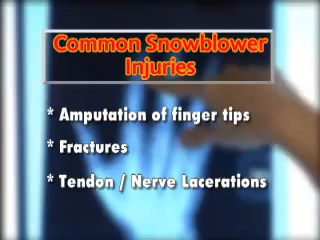 Common Snowblower
Injuries
* Amputation of finger tips
* Fractures
* Tendon / Nerve Lacerations